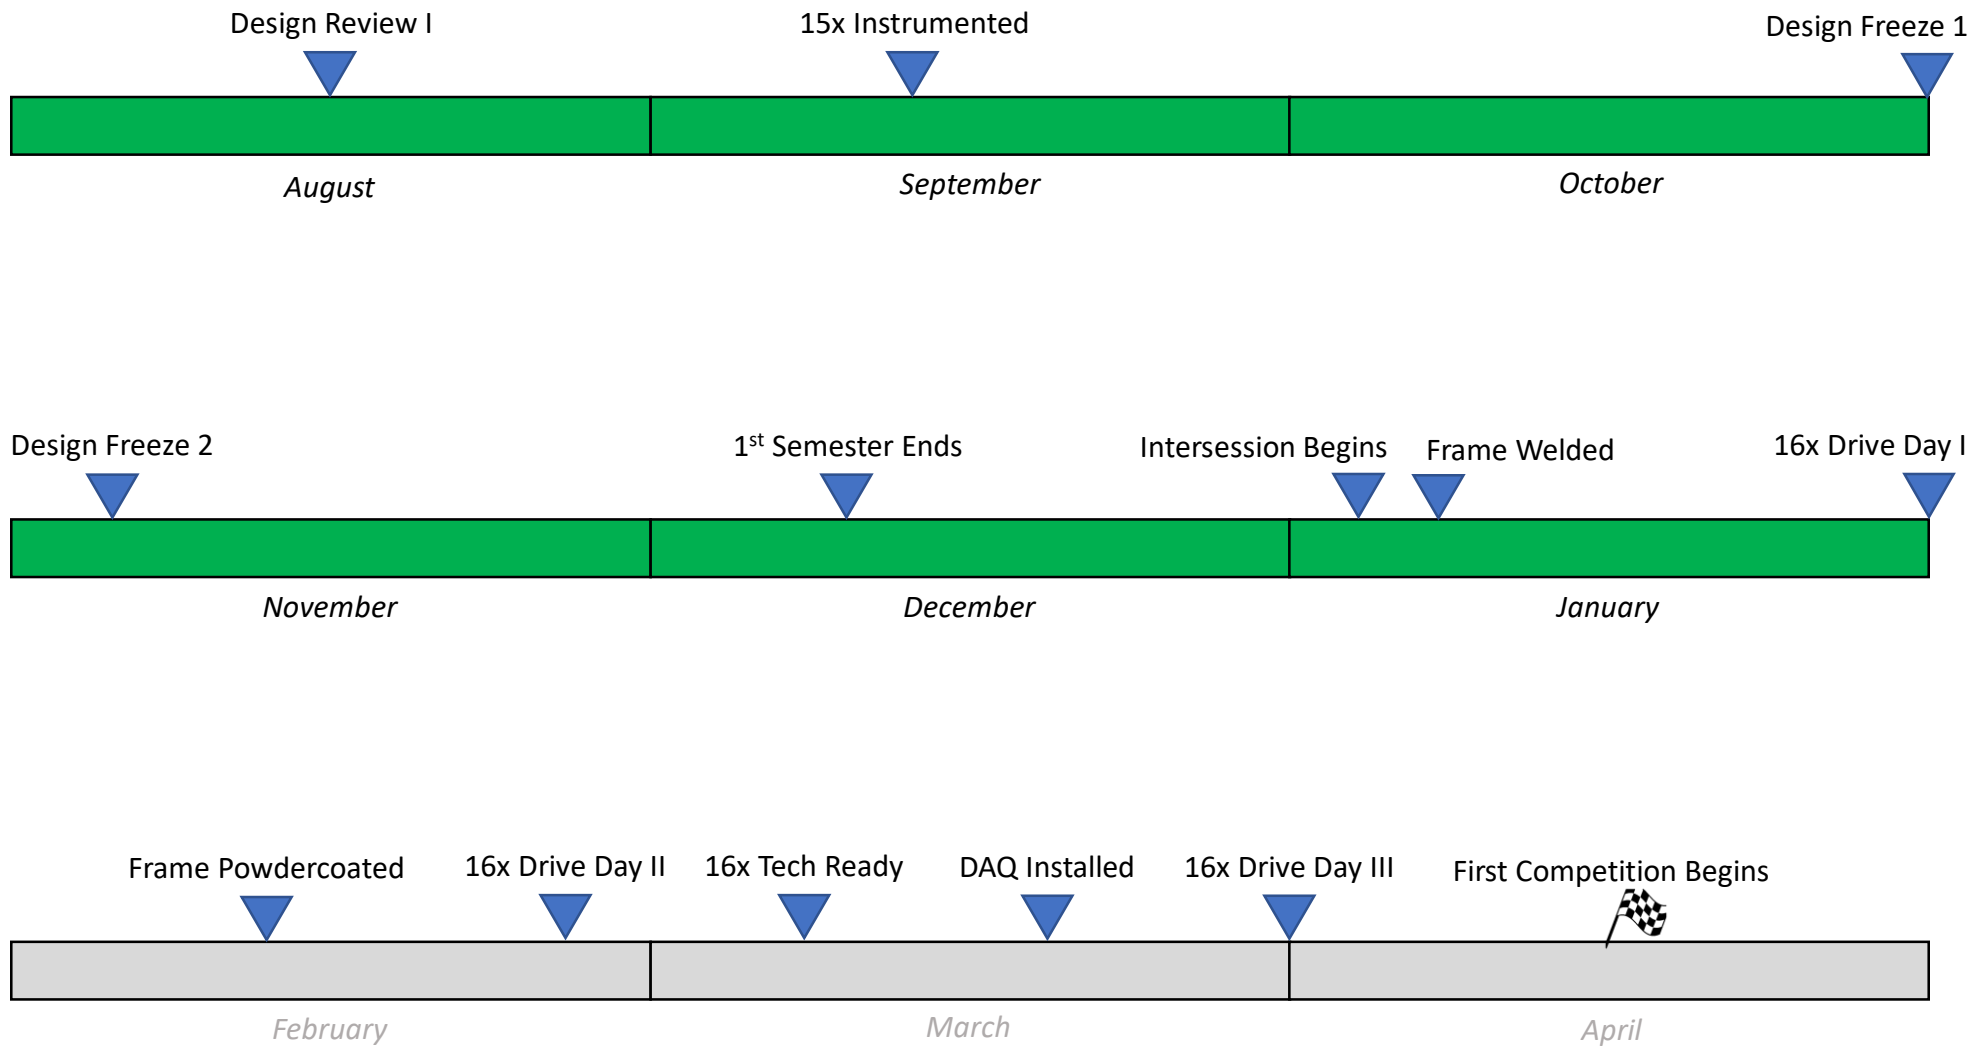 Design Review I
15x Instrumented
Design Freeze 1
August
September
October
Design Freeze 2
1st Semester Ends
Intersession Begins
Frame Welded
16x Drive Day I
November
December
January
Frame Powdercoated
16x Drive Day II
16x Tech Ready
DAQ Installed
16x Drive Day III
First Competition Begins
February
March
April